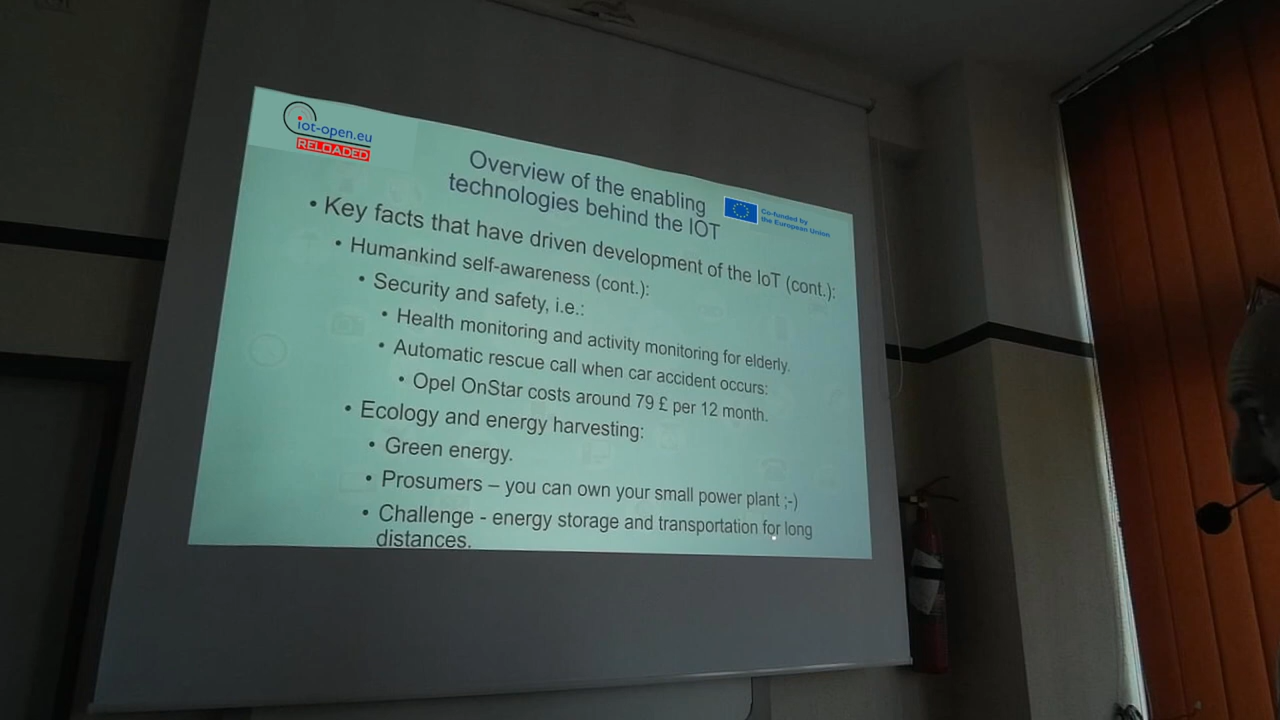 iot-open.eu
RELOADED
Overview of the enabling
technologies behind the IOT
Co-funded by
the European Union
• Key facts that have driven development of the IoT (cont.):
• Humankind self-awareness (cont.):
• Security and safety, i.e.:
• Health monitoring and activity monitoring for elderly.
• Automatic rescue call when car accident occurs:
• Opel OnStar costs around 79 £ per 12 month.
• Ecology and energy harvesting:
• Green energy.
• Prosumers – you can own your small power plant ;-)
• Challenge - energy storage and transportation for long
distances.